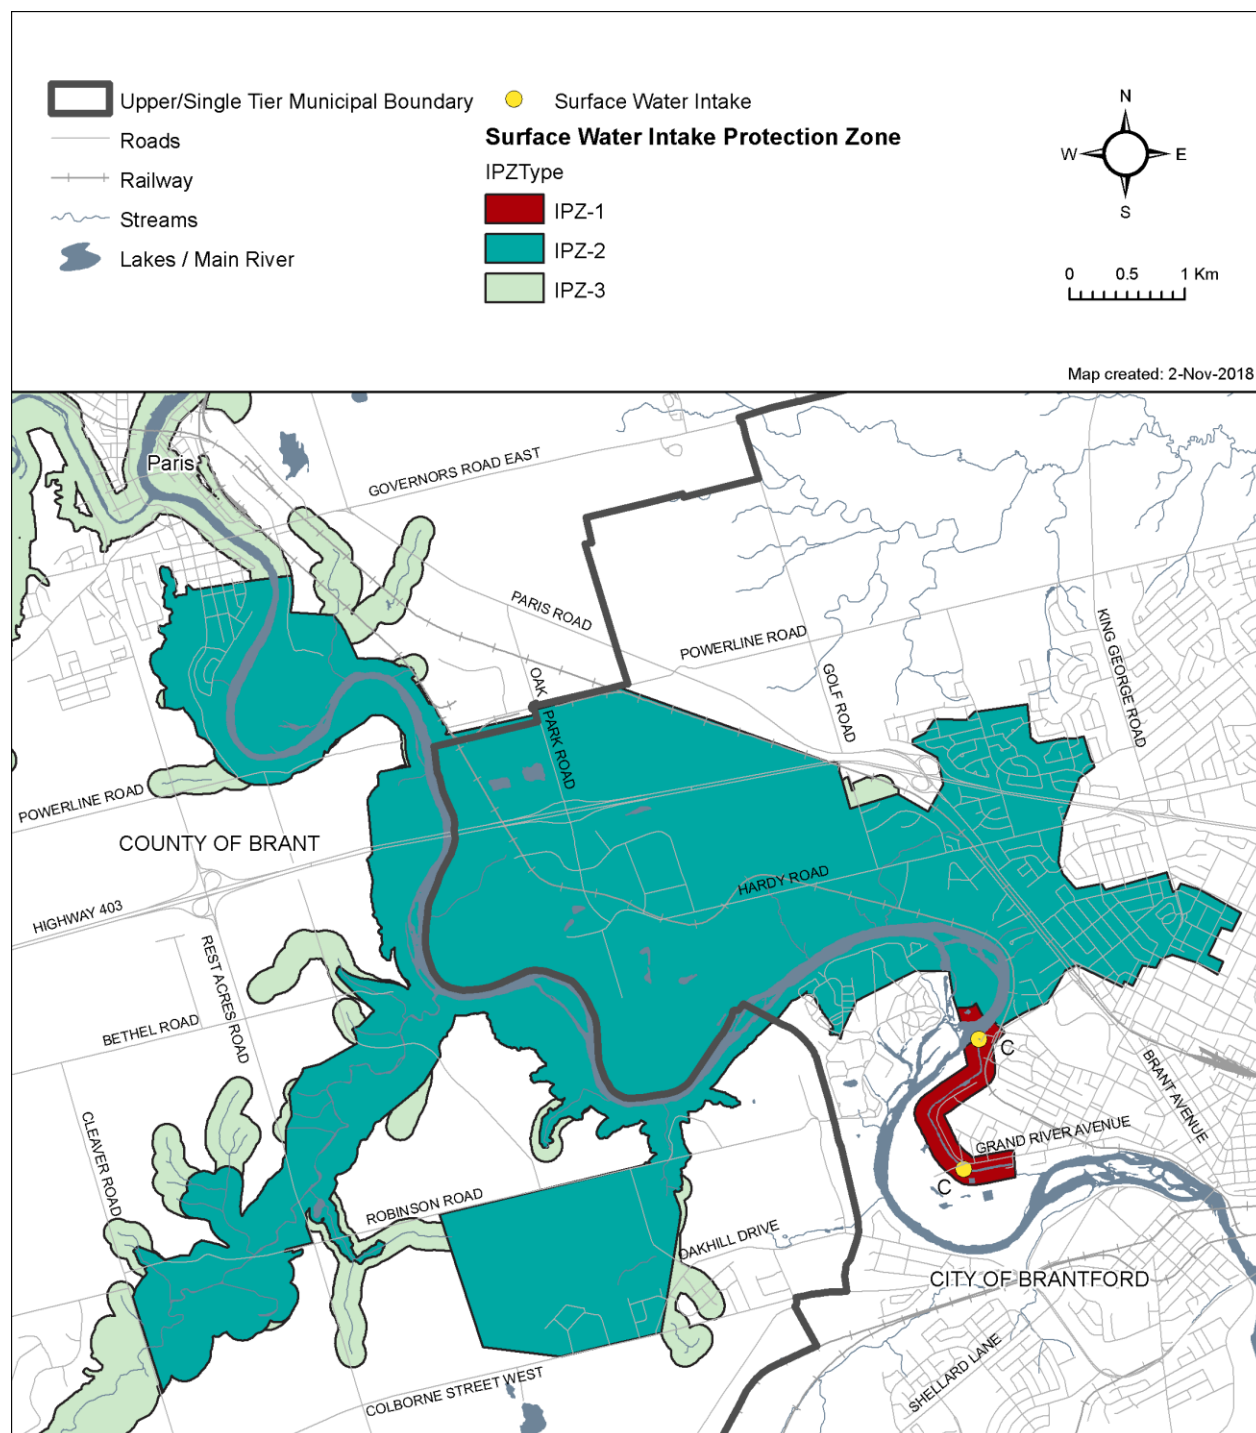 Upper/Single Tier Municipal Boundary
Roads
Railway
Streams
Lakes / Main River
Surface Water Intake
Surface Water Intake Protection Zone
IPZType
IPZ-1
IPZ-2
IPZ-3
N
W E
S
0 0.5 1 Km
Map created: 2-Nov-2018
Paris
GOVERNORS ROAD EAST
PARIS ROAD
POWERLINE ROAD
KING GEORGE ROAD
GOLF ROAD
OAK PARK ROAD
POWERLINE ROAD
COUNTY OF BRANT
HARDY ROAD
HIGHWAY 403
REST ACRES ROAD
BETHEL ROAD
C
BRANT AVENUE
CLEAVER ROAD
GRAND RIVER AVENUE
C
ROBINSON ROAD
OAKHILL DRIVE
CITY OF BRANTFORD
SHELLARD LANE
COLBORNE STREET WEST